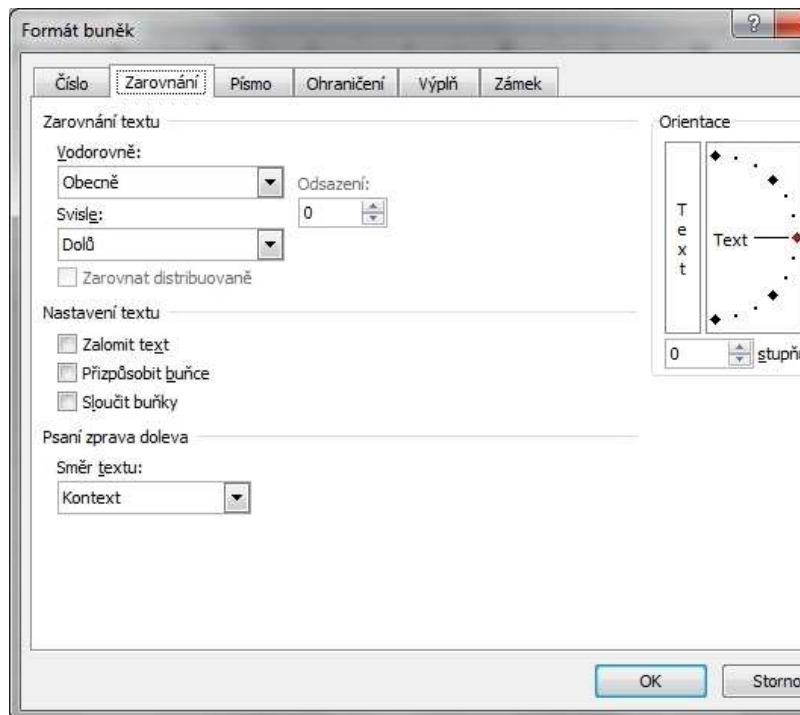 Formát buněk
Číslo Zarovnání Písmo Ohraničení Výplň Zámek
Zarovnání textu
Vodorovně:
Obecně
Odsazení:
0
Svisle:
Dolů
Zarovnat distribuovaně
Nastavení textu
Zalomit text
Přizpůsobit buňce
Sloučit buňky
Psaní zprava doleva
Směr textu:
Kontext
Orientace
Text
Text
0
OK
Storno